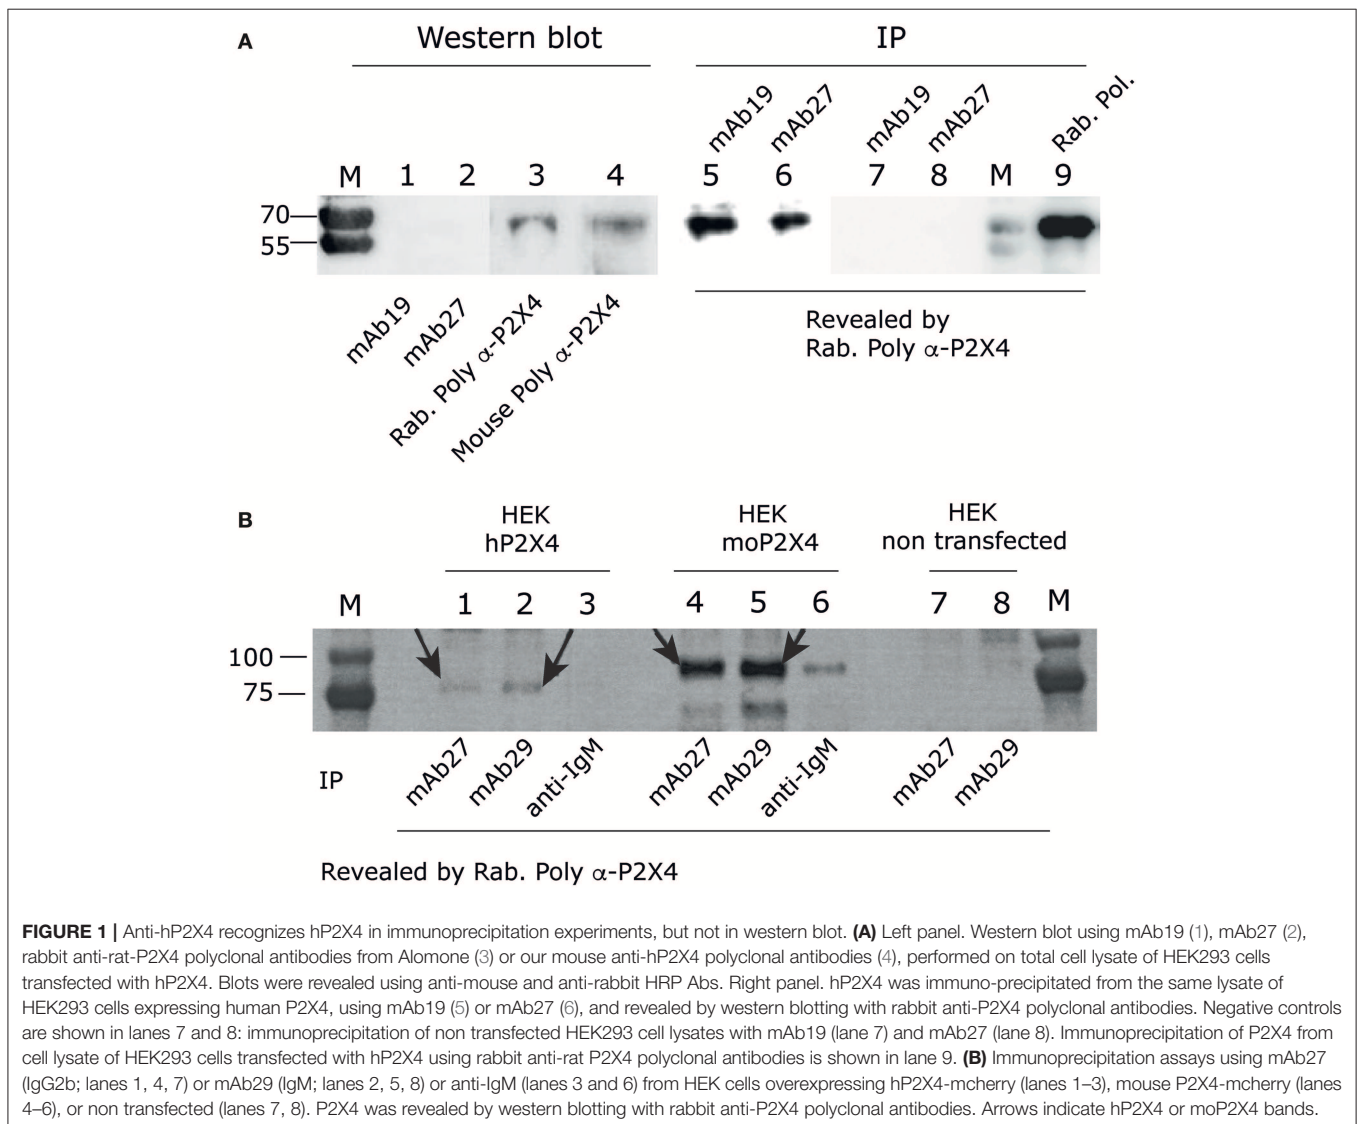 A
Western blot
IP
mAb19
mAb27
mAb19
mAb27
Rab. Pol.
M 1 2 3 4 5 6 7 8 M 9
70
55
mAb19
mAb27
Rab. Poly α-P2X4
Mouse Poly α-P2X4
Revealed by
Rab. Poly α-P2X4
B
HEK
hP2X4
HEK
moP2X4
HEK
non transfected
M 1 2 3 4 5 6 7 8 M
100
75
IP
mAb27
mAb29
anti-IgM
mAb27
mAb29
anti-IgM
mAb27
mAb29
Revealed by Rab. Poly α-P2X4
FIGURE 1 | Anti-hP2X4 recognizes hP2X4 in immunoprecipitation experiments, but not in western blot. (A) Left panel. Western blot using mAb19 (1), mAb27 (2),
rabbit anti-rat-P2X4 polyclonal antibodies from Alomone (3) or our mouse anti-hP2X4 polyclonal antibodies (4), performed on total cell lysate of HEK293 cells
transfected with hP2X4. Blots were revealed using anti-mouse and anti-rabbit HRP Abs. Right panel. hP2X4 was immuno-precipitated from the same lysate of
HEK293 cells expressing human P2X4, using mAb19 (5) or mAb27 (6), and revealed by western blotting with rabbit anti-P2X4 polyclonal antibodies. Negative controls
are shown in lanes 7 and 8: immunoprecipitation of non transfected HEK293 cell lysates with mAb19 (lane 7) and mAb27 (lane 8). Immunoprecipitation of P2X4 from
cell lysate of HEK293 cells transfected with hP2X4 using rabbit anti-rat P2X4 polyclonal antibodies is shown in lane 9. (B) Immunoprecipitation assays using mAb27
(IgG2b; lanes 1, 4, 7) or mAb29 (IgM; lanes 2, 5, 8) or anti-IgM (lanes 3 and 6) from HEK cells overexpressing hP2X4-mcherry (lanes 1–3), mouse P2X4-mcherry (lanes
4–6), or non transfected (lanes 7, 8). P2X4 was revealed by western blotting with rabbit anti-P2X4 polyclonal antibodies. Arrows indicate hP2X4 or moP2X4 bands.